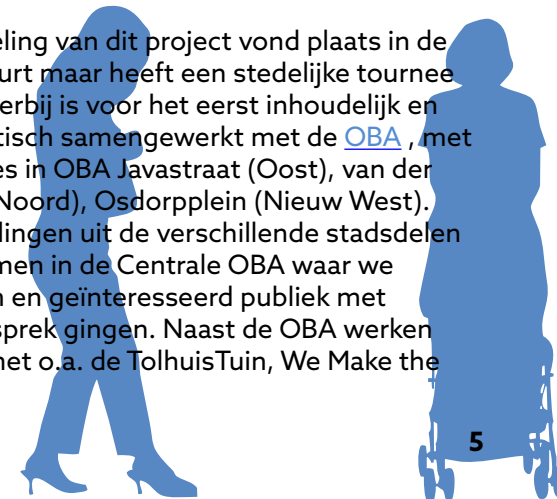 eling van dit project vond plaats in de
urt maar heeft een stedelijke tournee
erbij is voor het eerst inhoudelijk en
tisch samengewerkt met de OBA , met
es in OBA Javastraat (Oost), van der
Noord), Osdorpplein (Nieuw West).
lingen uit de verschillende stadsdelen
men in de Centrale OBA waar we
n en geïnteresseerd publiek met
sprek gingen. Naast de OBA werken
net o.a. de TolhuisTuin, We Make the
5